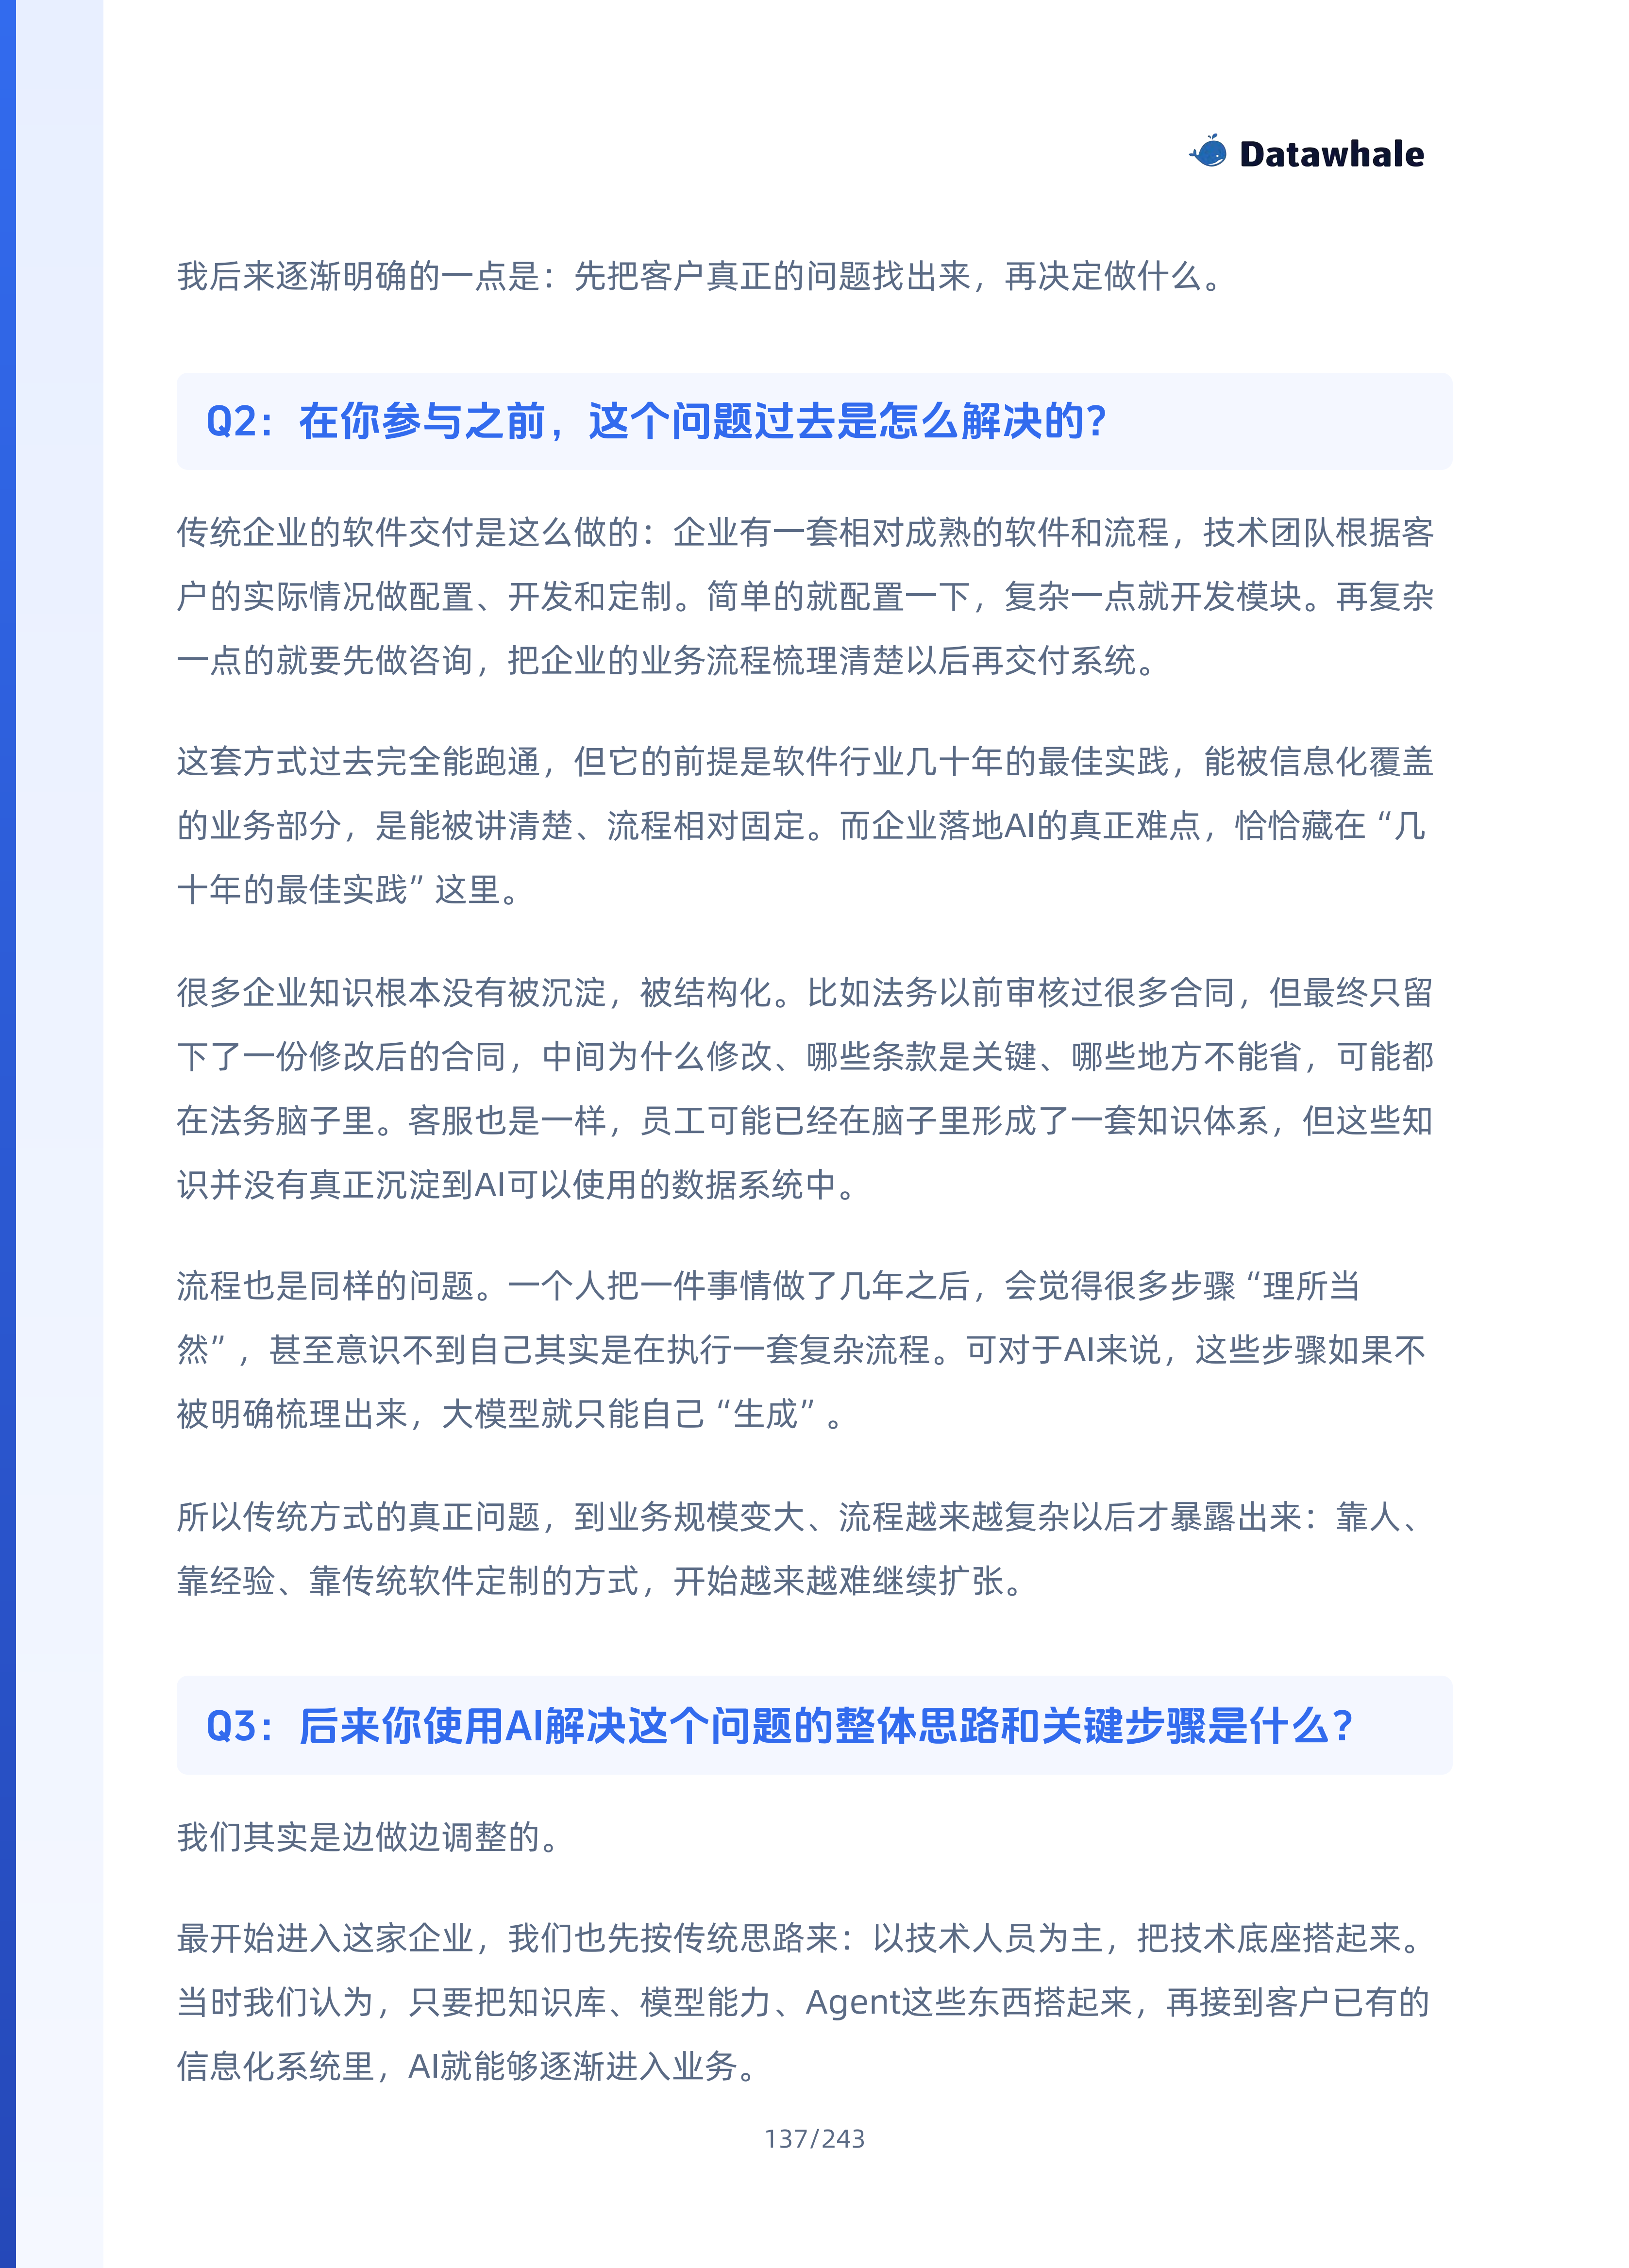 Datawhale
我后来逐渐明确的一点是：先把客户真正的问题找出来，再决定做什么。
Q2：在你参与之前，这个问题过去是怎么解决的？
传统企业的软件交付是这么做的：企业有一套相对成熟的软件和流程，技术团队根据客
户的实际情况做配置、开发和定制。简单的就配置一下，复杂一点就开发模块。再复杂
一点的就要先做咨询，把企业的业务流程梳理清楚以后再交付系统。
这套方式过去完全能跑通，但它的前提是软件行业几十年的最佳实践，能被信息化覆盖
的业务部分，是能被讲清楚、流程相对固定。而企业落地AI的真正难点，恰恰藏在“几
十年的最佳实践”这里。
很多企业知识根本没有被沉淀，被结构化。比如法务以前审核过很多合同，但最终只留
下了一份修改后的合同，中间为什么修改、哪些条款是关键、哪些地方不能省，可能都
在法务脑子里。客服也是一样，员工可能已经在脑子里形成了一套知识体系，但这些知
识并没有真正沉淀到AI可以使用的数据系统中。
流程也是同样的问题。一个人把一件事情做了几年之后，会觉得很多步骤“理所当
然”，甚至意识不到自己其实是在执行一套复杂流程。可对于AI来说，这些步骤如果不
被明确梳理出来，大模型就只能自己“生成”。
所以传统方式的真正问题，到业务规模变大、流程越来越复杂以后才暴露出来：靠人、
靠经验、靠传统软件定制的方式，开始越来越难继续扩张。
Q3：后来你使用AI解决这个问题的整体思路和关键步骤是什么？
我们其实是边做边调整的。
最开始进入这家企业，我们也先按传统思路来：以技术人员为主，把技术底座搭起来。
当时我们认为，只要把知识库、模型能力、Agent这些东西搭起来，再接到客户已有的
信息化系统里，AI就能够逐渐进入业务。
137/243